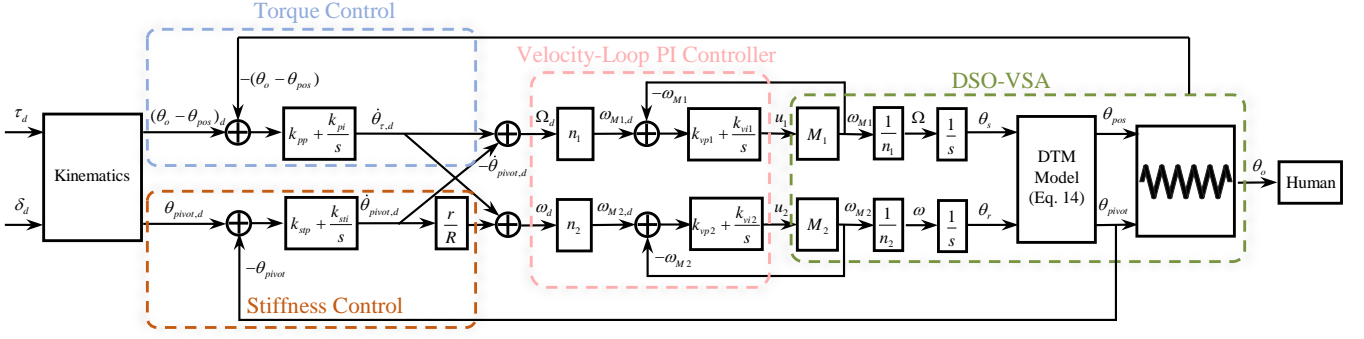 Torque Control
Velocity-Loop PI Controller
DSO-VSA
−(θ_o − θ_pos)
−ω_M1
τ_d
(θ_o − θ_pos)_d
k_pp + k_pi/s
θ̇_τ,d
Ω_d
n_1
ω_M1,d
k_vp1 + k_vi1/s
u_1
M_1
ω_M1
1/n_1
Ω
1/s
θ_s
θ_pos
−θ̇_pivot,d
Kinematics
DTM
Model
(Eq. 14)
θ_o
Human
δ_d
θ_pivot,d
k_stp + k_sti/s
θ̇_pivot,d
r/R
ω_d
n_2
ω_M2,d
k_vp2 + k_vi2/s
u_2
M_2
ω_M2
1/n_2
ω
1/s
θ_r
θ_pivot
−θ_pivot
−ω_M2
Stiffness Control